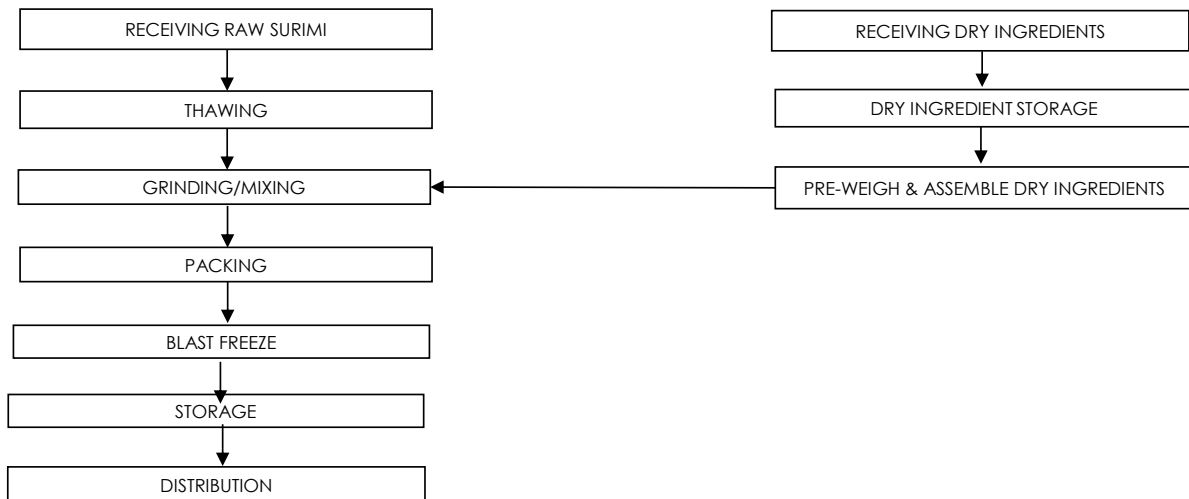 RECEIVING RAW SURIMI
THAWING
GRINDING/MIXING
PACKING
BLAST FREEZE
STORAGE
DISTRIBUTION
RECEIVING DRY INGREDIENTS
DRY INGREDIENT STORAGE
PRE-WEIGH & ASSEMBLE DRY INGREDIENTS